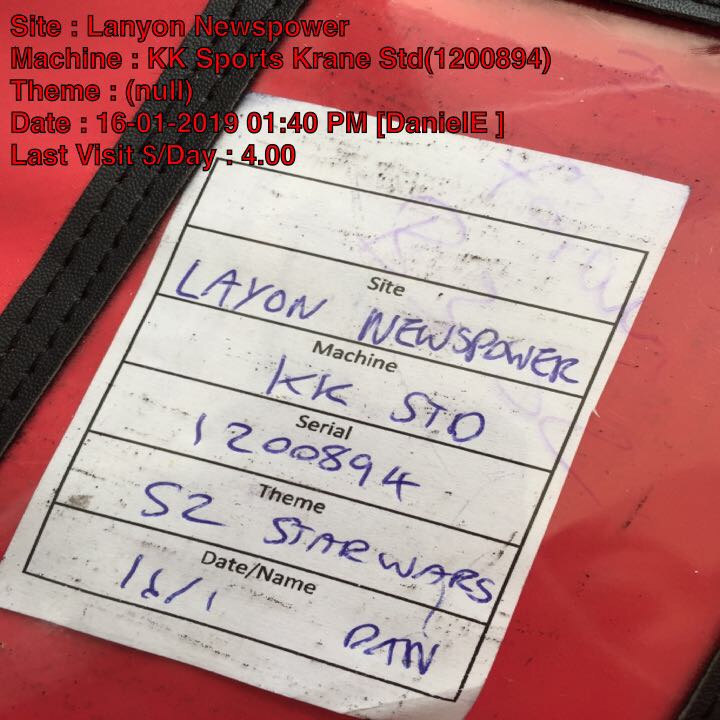 Site : Lanyon Newspower
Machine : KK Sports Krane Std(1200894)
Theme : (null)
Date : 16-01-2019 01:40 PM [DanielE ]
Last Visit $/Day : 4.00
Site
LAYON NEWSPOWER
Machine
KK STD
Serial
1200894
Theme
S2 STARWARS
Date/Name
16/1 DAN